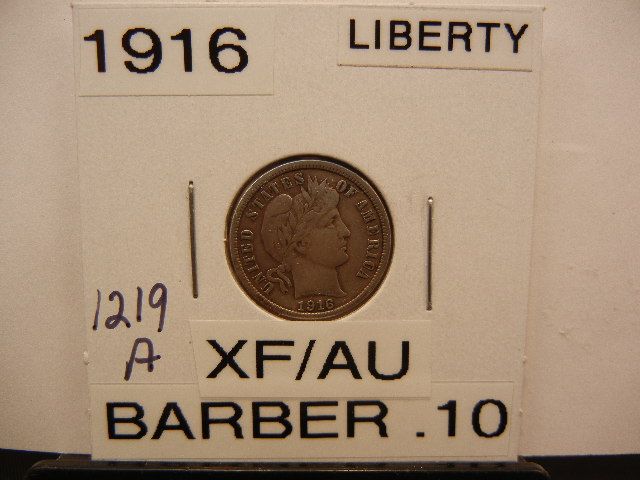 1916
LIBERTY
UNITED STATES OF AMERICA
1916
1219
A
XF/AU
BARBER .10